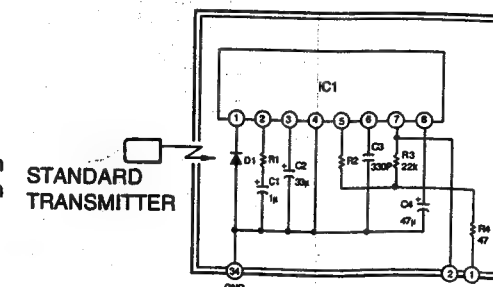 IC1
1 2 3 4 5 6 7 8
D1
R1
C1
1μ
C2
33μ
R2
C3
330P
R3
22k
C4
47μ
R4
47
STANDARD
TRANSMITTER
34
2 1
GND